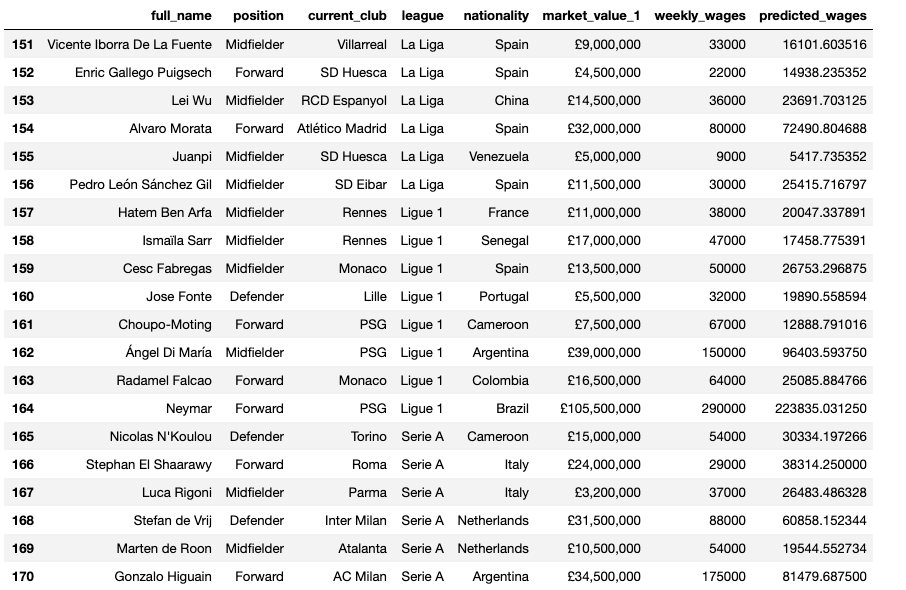 full_name position current_club league nationality market_value_1 weekly_wages predicted_wages
151 Vicente Iborra De La Fuente Midfielder Villarreal La Liga Spain £9,000,000 33000 16101.603516
152 Enric Gallego Puigsech Forward SD Huesca La Liga Spain £4,500,000 22000 14938.235352
153 Lei Wu Midfielder RCD Espanyol La Liga China £14,500,000 36000 23691.703125
154 Alvaro Morata Forward Atlético Madrid La Liga Spain £32,000,000 80000 72490.804688
155 Juanpi Midfielder SD Huesca La Liga Venezuela £5,000,000 9000 5417.735352
156 Pedro León Sánchez Gil Midfielder SD Eibar La Liga Spain £11,500,000 30000 25415.716797
157 Hatem Ben Arfa Midfielder Rennes Ligue 1 France £11,000,000 38000 20047.337891
158 Ismaïla Sarr Midfielder Rennes Ligue 1 Senegal £17,000,000 47000 17458.775391
159 Cesc Fabregas Midfielder Monaco Ligue 1 Spain £13,500,000 50000 26753.296875
160 Jose Fonte Defender Lille Ligue 1 Portugal £5,500,000 32000 19890.558594
161 Choupo-Moting Forward PSG Ligue 1 Cameroon £7,500,000 67000 12888.791016
162 Ángel Di María Midfielder PSG Ligue 1 Argentina £39,000,000 150000 96403.593750
163 Radamel Falcao Forward Monaco Ligue 1 Colombia £16,500,000 64000 25085.884766
164 Neymar Forward PSG Ligue 1 Brazil £105,500,000 290000 223835.031250
165 Nicolas N'Koulou Defender Torino Serie A Cameroon £15,000,000 54000 30334.197266
166 Stephan El Shaarawy Forward Roma Serie A Italy £24,000,000 29000 38314.250000
167 Luca Rigoni Midfielder Parma Serie A Italy £3,200,000 37000 26483.486328
168 Stefan de Vrij Defender Inter Milan Serie A Netherlands £31,500,000 88000 60858.152344
169 Marten de Roon Midfielder Atalanta Serie A Netherlands £10,500,000 54000 19544.552734
170 Gonzalo Higuain Forward AC Milan Serie A Argentina £34,500,000 175000 81479.687500